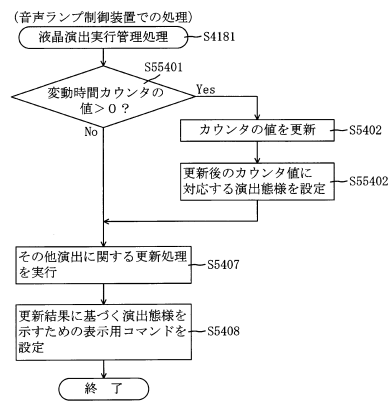 (音声ランプ制御装置での処理)
液晶演出実行管理処理
S4181
S55401
変動時間カウンタの
値>0?
Yes
No
カウンタの値を更新
S5402
更新後のカウンタ値に
対応する演出態様を設定
S55402
その他演出に関する更新処理
を実行
S5407
更新結果に基づく演出態様を
示すための表示用コマンドを
設定
S5408
終 了